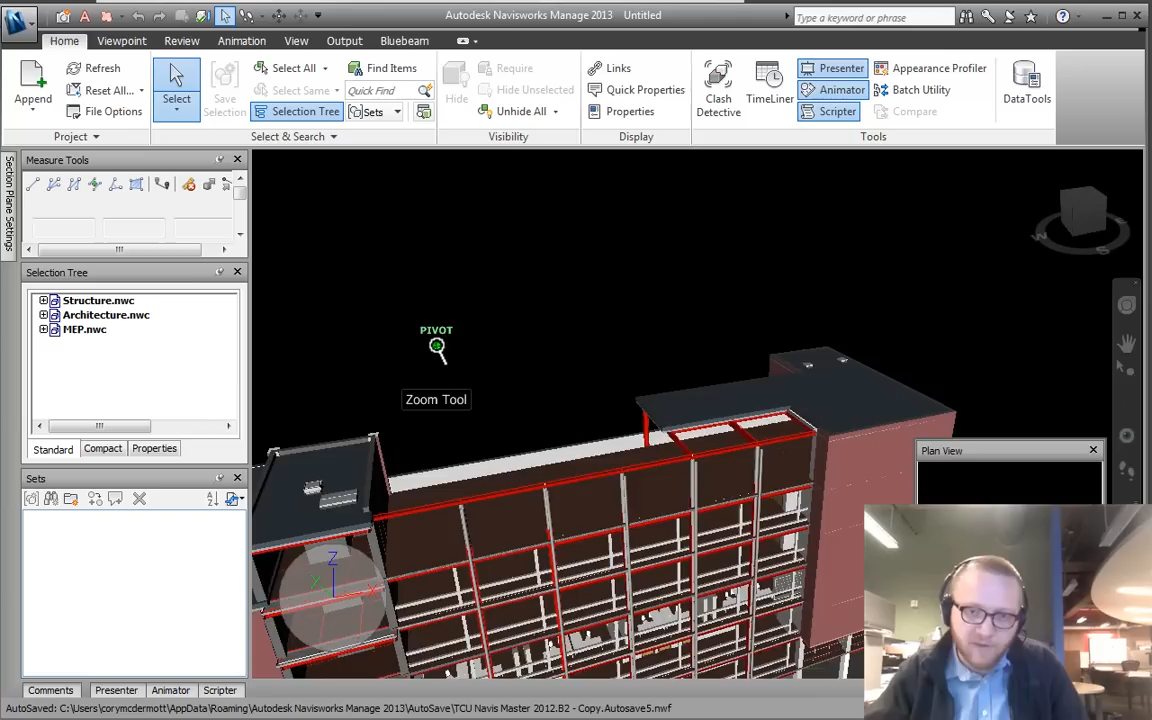 Autodesk Navisworks Manage 2013 Untitled
Type a keyword or phrase
Home Viewpoint Review Animation View Output Bluebeam
Append
Refresh
Reset All...
File Options
Project
Select
Save Selection
Select All
Select Same
Selection Tree
Find Items
Quick Find
Sets
Select & Search
Hide
Require
Hide Unselected
Unhide All
Visibility
Links
Quick Properties
Properties
Display
Clash Detective
TimeLiner
Presenter
Animator
Scripter
Appearance Profiler
Batch Utility
Compare
Tools
DataTools
Section Plane Settings
Measure Tools
Selection Tree
Structure.nwc
Architecture.nwc
MEP.nwc
Standard Compact Properties
Sets
PIVOT
Zoom Tool
W S
Plan View
Z
Y
X
Comments Presenter Animator Scripter
AutoSaved: C:\Users\corymcdermott\AppData\Roaming\Autodesk Navisworks Manage 2013\AutoSave\TCU Navis Master 2012.B2 - Copy.Autosave5.nwf